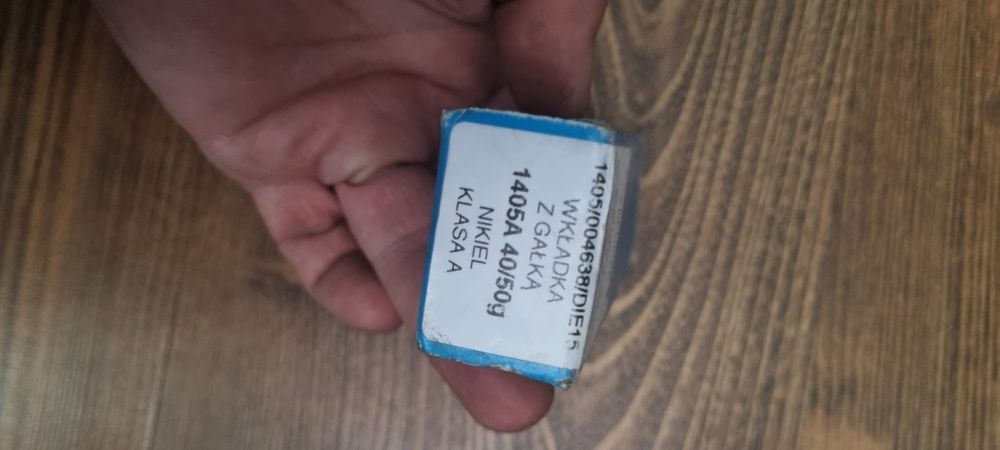 1405/004638/DIE15
WKŁADKA
Z GAŁKĄ
1405A 40/50g
NIKIEL
KLASA A